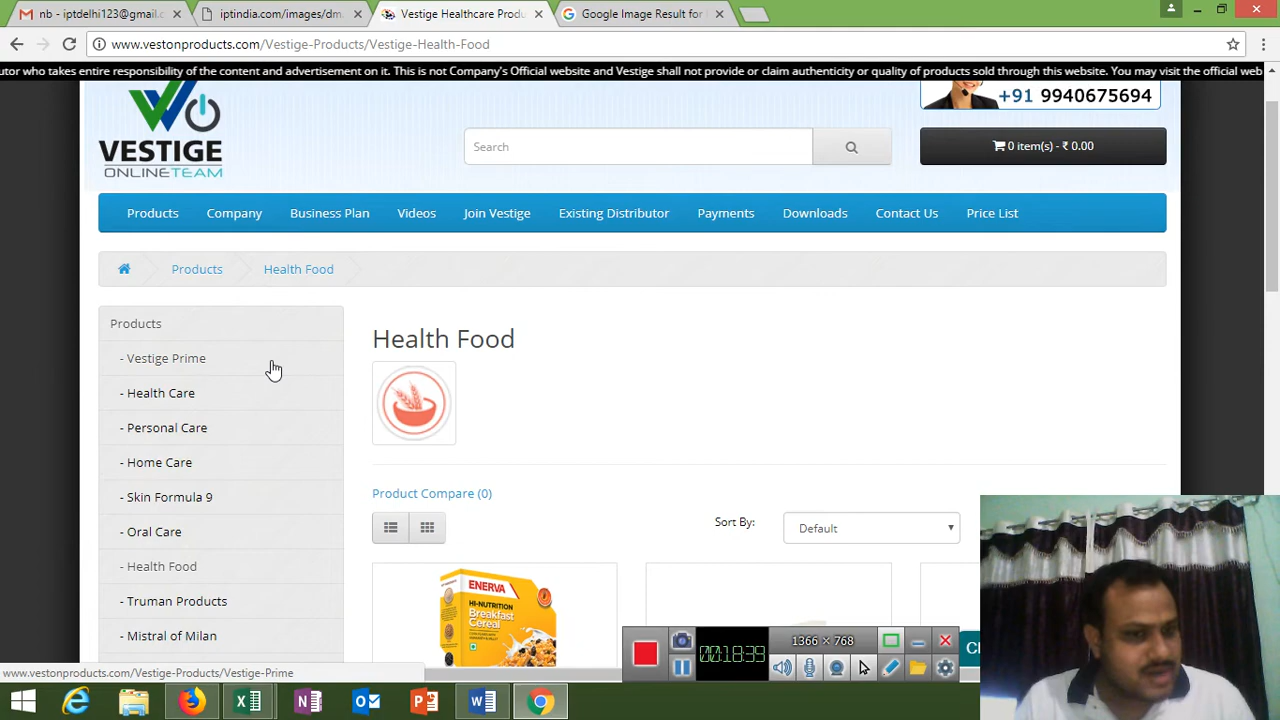 nb - iptdelhi123@gmail.c
iptindia.com/images/dm
Vestige Healthcare Produ
Google Image Result for
www.vestonproducts.com/Vestige-Products/Vestige-Health-Food
utor who takes entire responsibility of the content and advertisement on it. This is not Company's Official website and Vestige shall not provide or claim authenticity or quality of products sold through this website. You may visit the official web
+91 9940675694
VESTIGE
ONLINETEAM
Search
0 item(s) - ₹ 0.00
Products Company Business Plan Videos Join Vestige Existing Distributor Payments Downloads Contact Us Price List
Products Health Food
Products
- Vestige Prime
- Health Care
- Personal Care
- Home Care
- Skin Formula 9
- Oral Care
- Health Food
- Truman Products
- Mistral of Milan
Health Food
Product Compare (0)
Sort By: Default
ENERVA
HI-NUTRITION
Breakfast
Cereal
00:18:39
1366 × 768
www.vestonproducts.com/Vestige-Products/Vestige-Prime